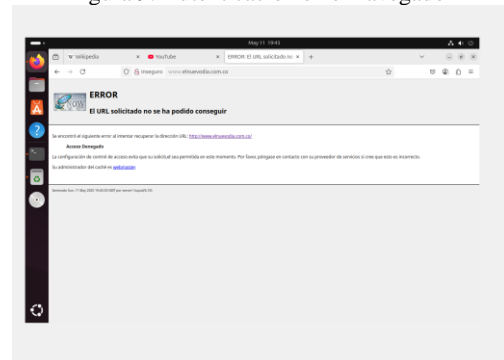 May 11 19:43
Wikipedia
YouTube
ERROR: El URL solicitado no
Inseguro www.elnuevodia.com.co
ERROR
El URL solicitado no se ha podido conseguir
Se encontró el siguiente error al intentar recuperar la dirección URL: http://www.elnuevodia.com.co/
Acceso Denegado
La configuración de control de acceso evita que su solicitud sea permitida en este momento. Por favor, póngase en contacto con su proveedor de servicios si cree que esto es incorrecto.
Su administrador del caché es webmaster.